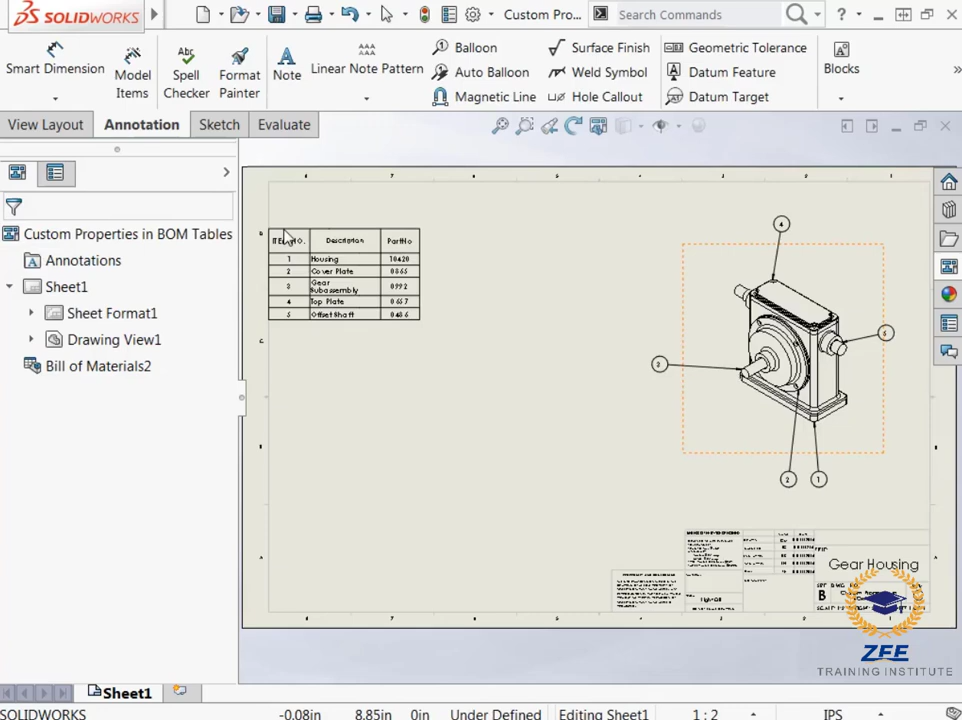 SOLIDWORKS
Custom Pro...
Search Commands
Smart Dimension
Model Items
Spell Checker
Format Painter
Note
Linear Note Pattern
Balloon
Auto Balloon
Magnetic Line
Surface Finish
Weld Symbol
Hole Callout
Geometric Tolerance
Datum Feature
Datum Target
Blocks
View Layout
Annotation
Sketch
Evaluate
Custom Properties in BOM Tables
Annotations
Sheet1
Sheet Format1
Drawing View1
Bill of Materials2
Description PartNo
1 Housing 10420
2 Cover Plate
3 Gear Subassembly
4 Top Plate
5 Offset Shaft
4
5
3
2
1
Gear Housing
B
ZFE
TRAINING INSTITUTE
Sheet1
SOLIDWORKS
-0.08in
8.85in
0in
Under Defined
Editing Sheet1
1 : 2
IPS